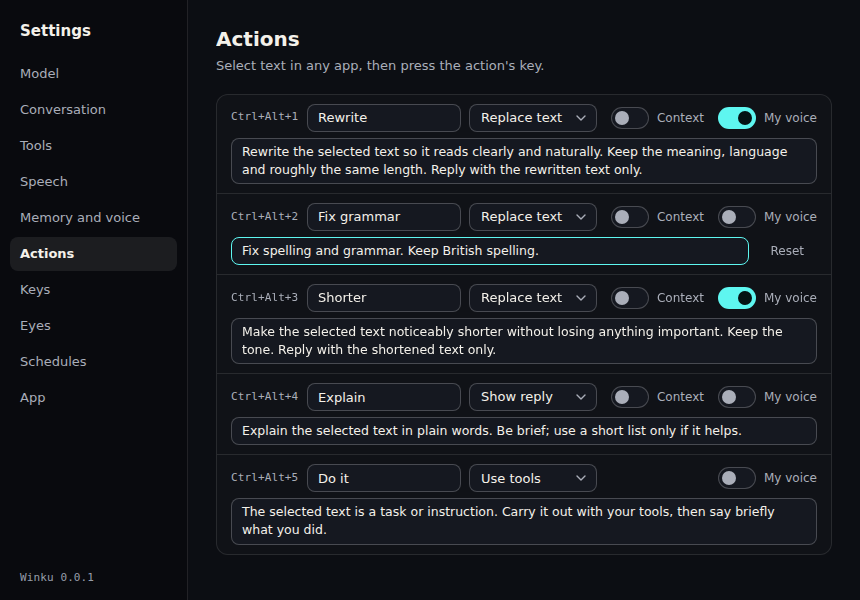 Settings
Model
Conversation
Tools
Speech
Memory and voice
Actions
Keys
Eyes
Schedules
App
Winku 0.0.1
Actions
Select text in any app, then press the action's key.
Ctrl+Alt+1 Rewrite Replace text Context My voice
Rewrite the selected text so it reads clearly and naturally. Keep the meaning, language
and roughly the same length. Reply with the rewritten text only.
Ctrl+Alt+2 Fix grammar Replace text Context My voice
Fix spelling and grammar. Keep British spelling. Reset
Ctrl+Alt+3 Shorter Replace text Context My voice
Make the selected text noticeably shorter without losing anything important. Keep the
tone. Reply with the shortened text only.
Ctrl+Alt+4 Explain Show reply Context My voice
Explain the selected text in plain words. Be brief; use a short list only if it helps.
Ctrl+Alt+5 Do it Use tools My voice
The selected text is a task or instruction. Carry it out with your tools, then say briefly
what you did.